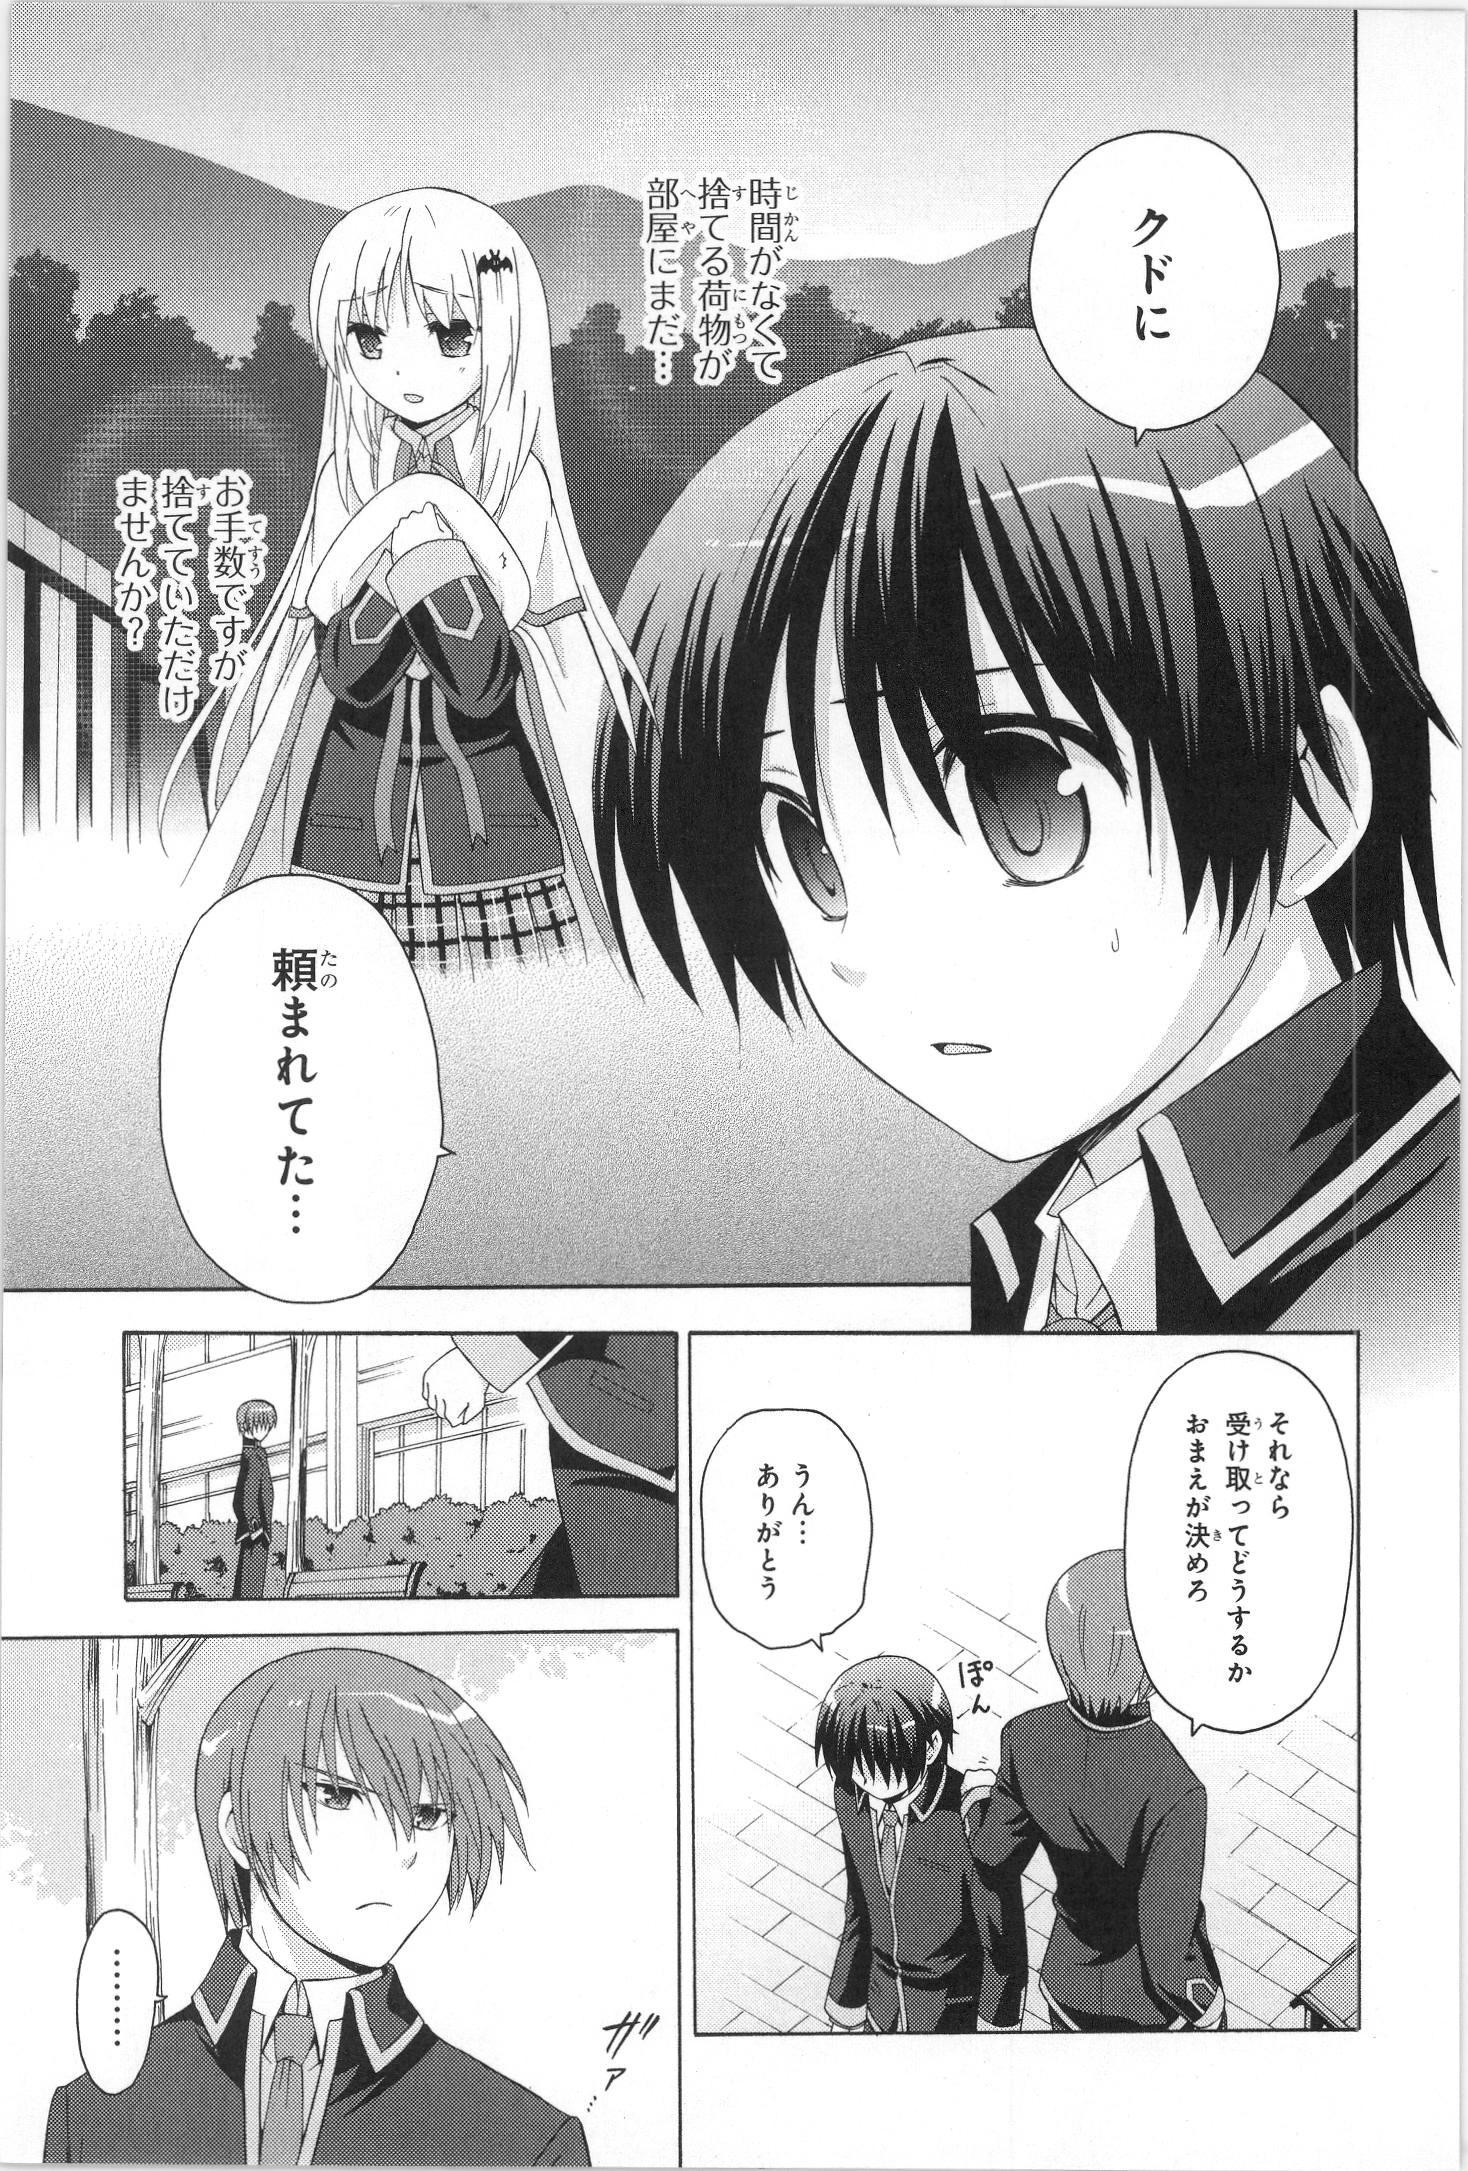 クドに
時間がなくて
捨てる荷物が
部屋にまだ…
お手数ですが
捨てていただけ
ませんか？
頼まれてた…
それなら
受け取ってどうするか
おまえが決めろ
ぽん
うん…
ありがとう
ザァ…
………